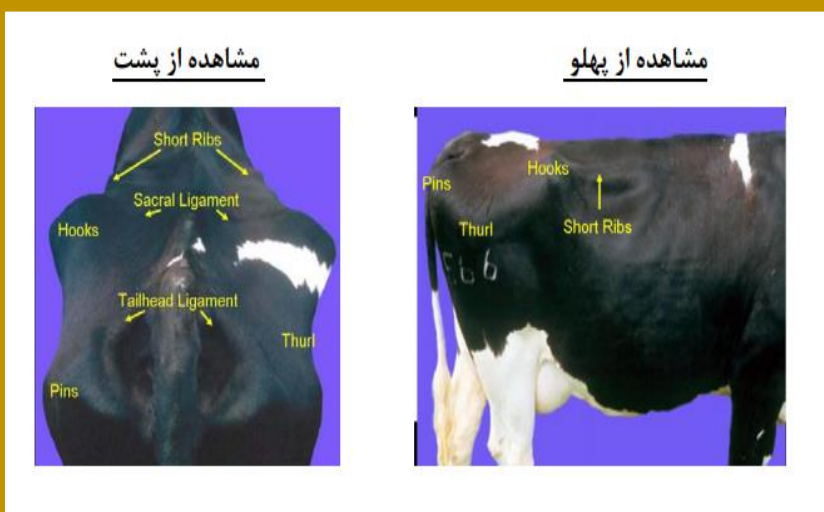 مشاهده از پشت
مشاهده از پهلو
Short Ribs
Sacral Ligament
Hooks
Tailhead Ligament
Thurl
Pins
Hooks
Pins
Thurl
Short Ribs